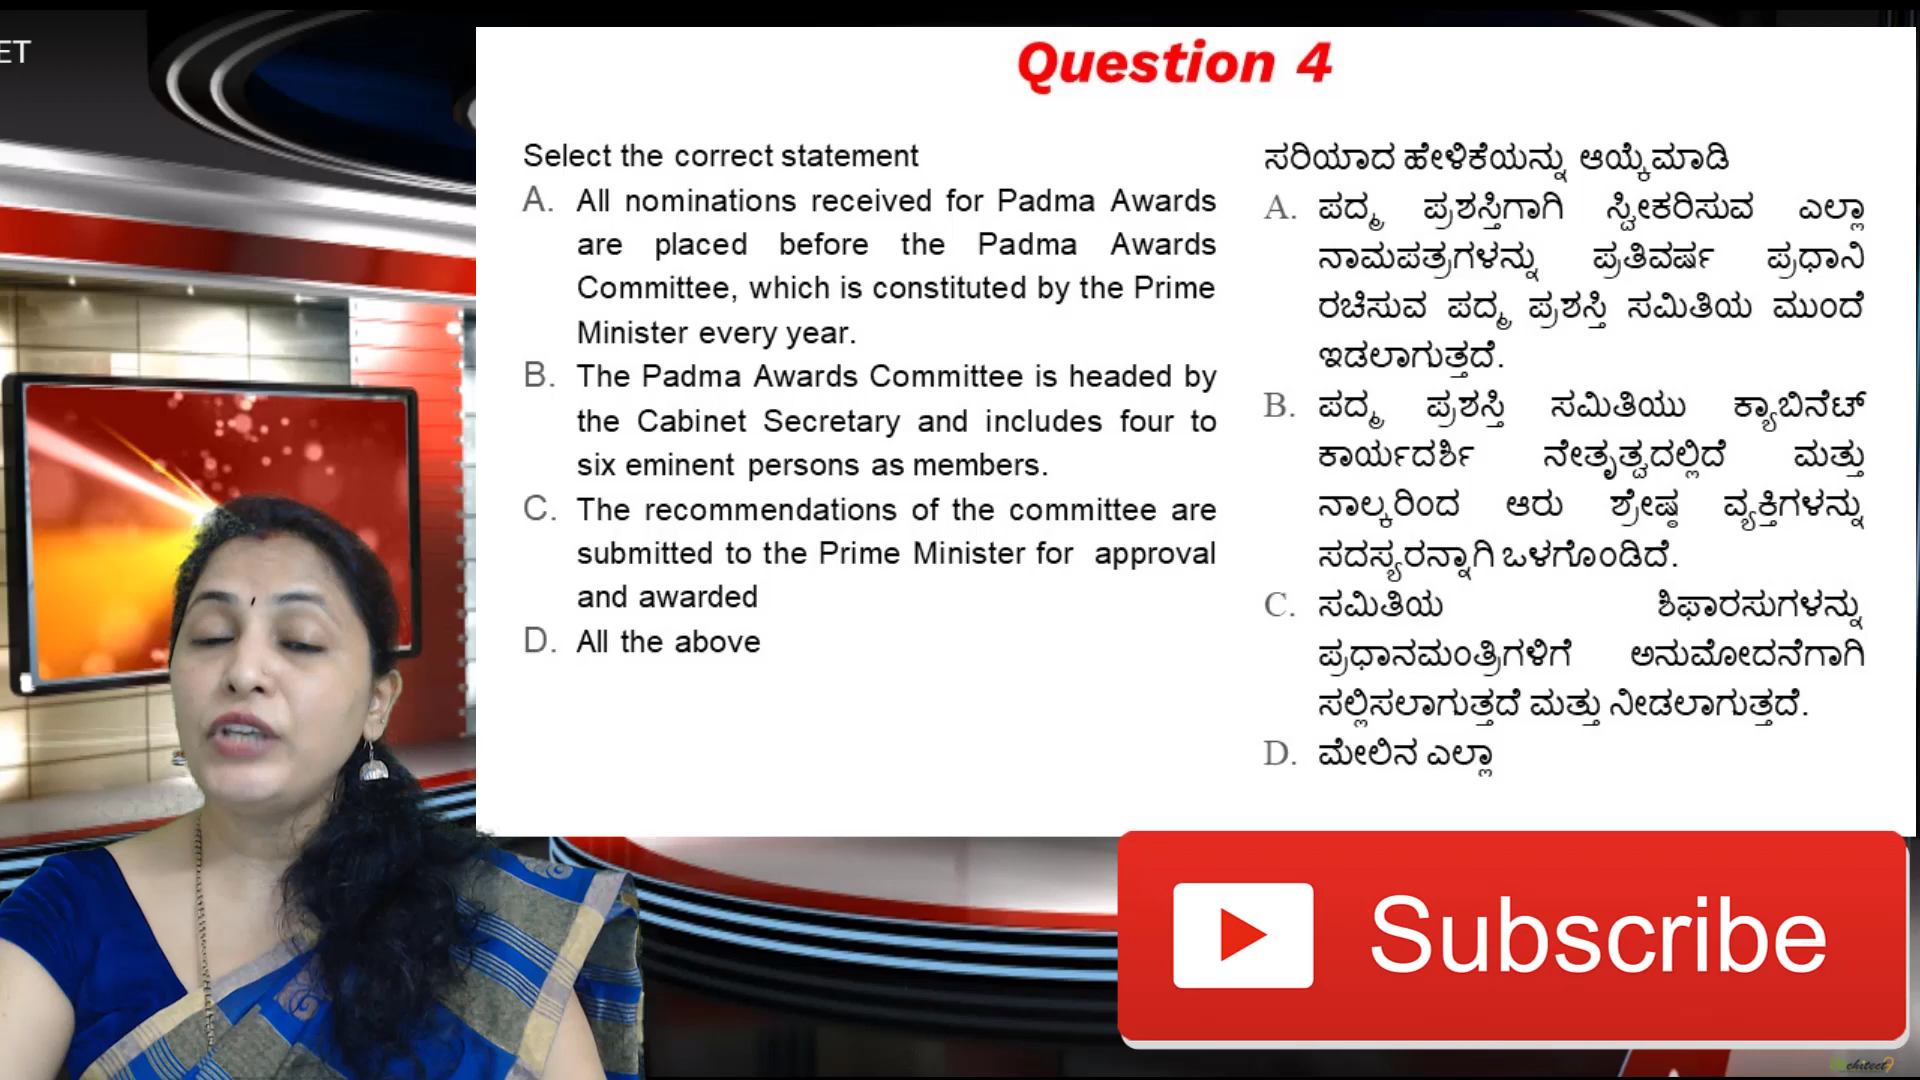 ET
Question 4
Select the correct statement
A. All nominations received for Padma Awards
are placed before the Padma Awards
Committee, which is constituted by the Prime
Minister every year.
B. The Padma Awards Committee is headed by
the Cabinet Secretary and includes four to
six eminent persons as members.
C. The recommendations of the committee are
submitted to the Prime Minister for approval
and awarded
D. All the above
ಸರಿಯಾದ ಹೇಳಿಕೆಯನ್ನು ಆಯ್ಕೆಮಾಡಿ
A. ಪದ್ಮ ಪ್ರಶಸ್ತಿಗಾಗಿ ಸ್ವೀಕರಿಸುವ ಎಲ್ಲಾ
ನಾಮಪತ್ರಗಳನ್ನು ಪ್ರತಿವರ್ಷ ಪ್ರಧಾನಿ
ರಚಿಸುವ ಪದ್ಮ ಪ್ರಶಸ್ತಿ ಸಮಿತಿಯ ಮುಂದೆ
ಇಡಲಾಗುತ್ತದೆ.
B. ಪದ್ಮ ಪ್ರಶಸ್ತಿ ಸಮಿತಿಯು ಕ್ಯಾಬಿನೆಟ್
ಕಾರ್ಯದರ್ಶಿ ನೇತೃತ್ವದಲ್ಲಿದೆ ಮತ್ತು
ನಾಲ್ಕರಿಂದ ಆರು ಶ್ರೇಷ್ಠ ವ್ಯಕ್ತಿಗಳನ್ನು
ಸದಸ್ಯರನ್ನಾಗಿ ಒಳಗೊಂಡಿದೆ.
C. ಸಮಿತಿಯ ಶಿಫಾರಸುಗಳನ್ನು
ಪ್ರಧಾನಮಂತ್ರಿಗಳಿಗೆ ಅನುಮೋದನೆಗಾಗಿ
ಸಲ್ಲಿಸಲಾಗುತ್ತದೆ ಮತ್ತು ನೀಡಲಾಗುತ್ತದೆ.
D. ಮೇಲಿನ ಎಲ್ಲಾ
Subscribe